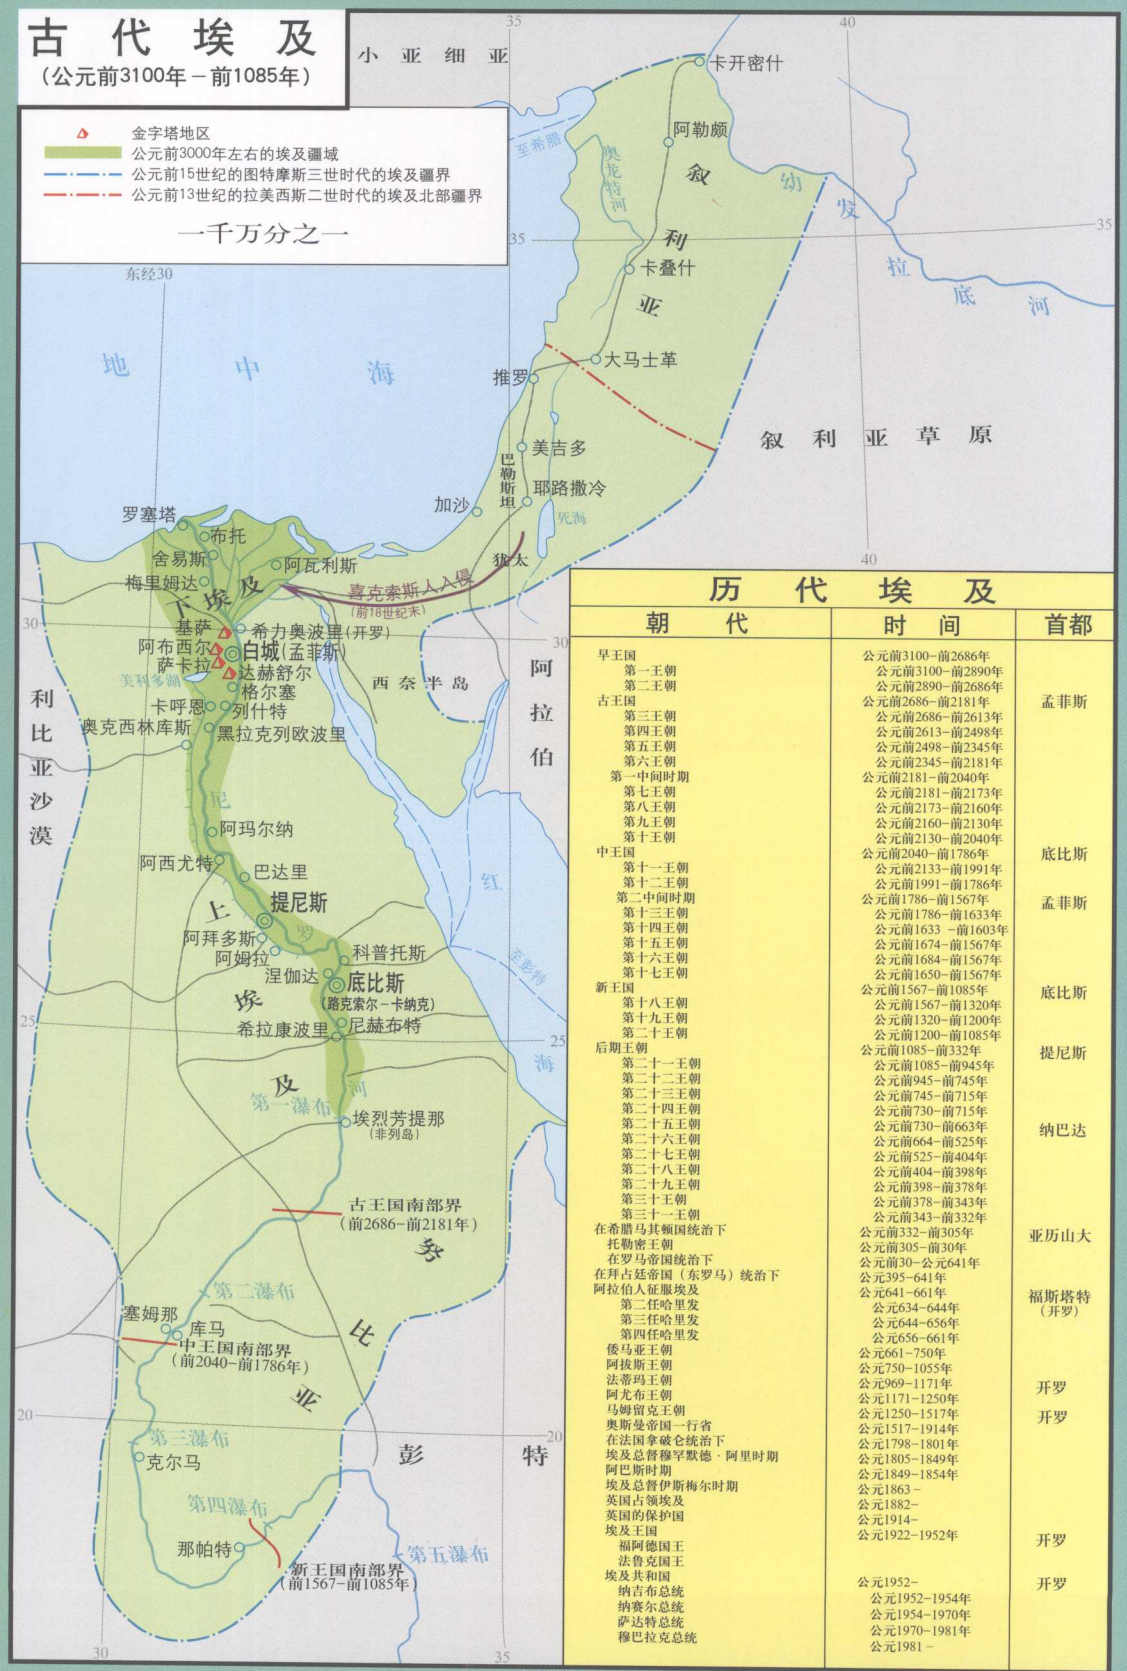 古代埃及
(公元前3100年－前1085年)
金字塔地区
公元前3000年左右的埃及疆域
公元前15世纪的图特摩斯三世时代的埃及疆界
公元前13世纪的拉美西斯二世时代的埃及北部疆界
一千万分之一
东经30
35
40
小亚细亚
卡开密什
阿勒颇
至希腊
奥龙特河
叙利亚
幼发拉底河
35
35
卡叠什
地中海
大马士革
推罗
叙利亚草原
美吉多
巴勒斯坦
耶路撒冷
加沙
死海
犹太
40
罗塞塔
布托
舍易斯
阿瓦利斯
梅里姆达
下埃及
喜克索斯人入侵
(前18世纪末)
30
30
基萨
希力奥波里(开罗)
阿布西尔
白城(孟菲斯)
萨卡拉
达赫舒尔
美利多湖
格尔塞
西奈半岛
阿拉伯
卡呼恩
列什特
利比亚沙漠
奥克西林库斯
黑拉克列欧波里
尼罗河
阿玛尔纳
阿西尤特
巴达里
红海
提尼斯
上埃及
阿拜多斯
阿姆拉
科普托斯
至彭特
涅伽达
底比斯
(路克索尔－卡纳克)
25
25
希拉康波里
尼赫布特
第一瀑布
埃烈芳提那
(非列岛)
古王国南部界
(前2686－前2181年)
努比亚
第二瀑布
塞姆那
库马
中王国南部界
(前2040－前1786年)
20
20
第三瀑布
克尔马
彭特
第四瀑布
那帕特
第五瀑布
新王国南部界
(前1567－前1085年)
30
35
历代埃及
朝代 时间 首都
早王国 公元前3100-前2686年
第一王朝 公元前3100-前2890年
第二王朝 公元前2890-前2686年
古王国 公元前2686-前2181年 孟菲斯
第三王朝 公元前2686-前2613年
第四王朝 公元前2613-前2498年
第五王朝 公元前2498-前2345年
第六王朝 公元前2345-前2181年
第一中间时期 公元前2181-前2040年
第七王朝 公元前2181-前2173年
第八王朝 公元前2173-前2160年
第九王朝 公元前2160-前2130年
第十王朝 公元前2130-前2040年
中王国 公元前2040-前1786年 底比斯
第十一王朝 公元前2133-前1991年
第十二王朝 公元前1991-前1786年
第二中间时期 公元前1786-前1567年 孟菲斯
第十三王朝 公元前1786-前1633年
第十四王朝 公元前1633 -前1603年
第十五王朝 公元前1674-前1567年
第十六王朝 公元前1684-前1567年
第十七王朝 公元前1650-前1567年
新王国 公元前1567-前1085年 底比斯
第十八王朝 公元前1567-前1320年
第十九王朝 公元前1320-前1200年
第二十王朝 公元前1200-前1085年
后期王朝 公元前1085-前332年 提尼斯
第二十一王朝 公元前1085-前945年
第二十二王朝 公元前945-前745年
第二十三王朝 公元前745-前715年
第二十四王朝 公元前730-前715年
第二十五王朝 公元前730-前663年 纳巴达
第二十六王朝 公元前664-前525年
第二十七王朝 公元前525-前404年
第二十八王朝 公元前404-前398年
第二十九王朝 公元前398-前378年
第三十王朝 公元前378-前343年
第三十一王朝 公元前343-前332年
在希腊马其顿国统治下 公元前332-前305年 亚历山大
托勒密王朝 公元前305-前30年
在罗马帝国统治下 公元前30-公元641年
在拜占廷帝国（东罗马）统治下 公元395-641年
阿拉伯人征服埃及 公元641-661年 福斯塔特
第二任哈里发 公元634-644年 (开罗)
第三任哈里发 公元644-656年
第四任哈里发 公元656-661年
倭马亚王朝 公元661-750年
阿拔斯王朝 公元750-1055年
法蒂玛王朝 公元969-1171年 开罗
阿尤布王朝 公元1171-1250年
马姆留克王朝 公元1250-1517年 开罗
奥斯曼帝国一行省 公元1517-1914年
在法国拿破仑统治下 公元1798-1801年
埃及总督穆罕默德·阿里时期 公元1805-1849年
阿巴斯时期 公元1849-1854年
埃及总督伊斯梅尔时期 公元1863-
英国占领埃及 公元1882-
英国的保护国 公元1914-
埃及王国 公元1922-1952年 开罗
福阿德国王
法鲁克国王
埃及共和国 公元1952- 开罗
纳吉布总统 公元1952-1954年
纳赛尔总统 公元1954-1970年
萨达特总统 公元1970-1981年
穆巴拉克总统 公元1981-